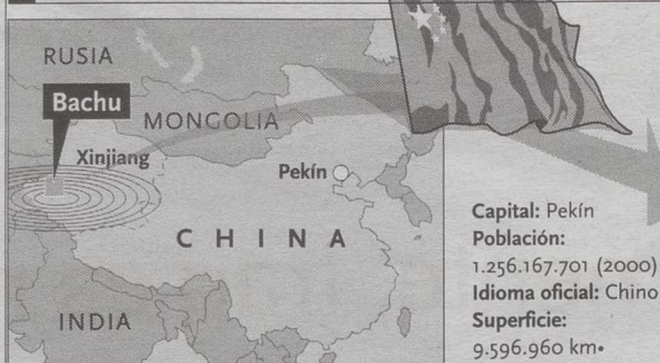 RUSIA
Bachu
MONGOLIA
Xinjiang
Pekín
CHINA
INDIA
Capital: Pekín
Población:
1.256.167.701 (2000)
Idioma oficial: Chino
Superficie:
9.596.960 km•